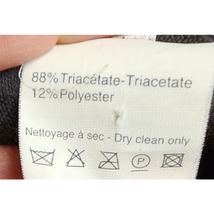 88% Triacétate-Triacetate
12% Polyester
Nettoyage à sec - Dry clean only
P